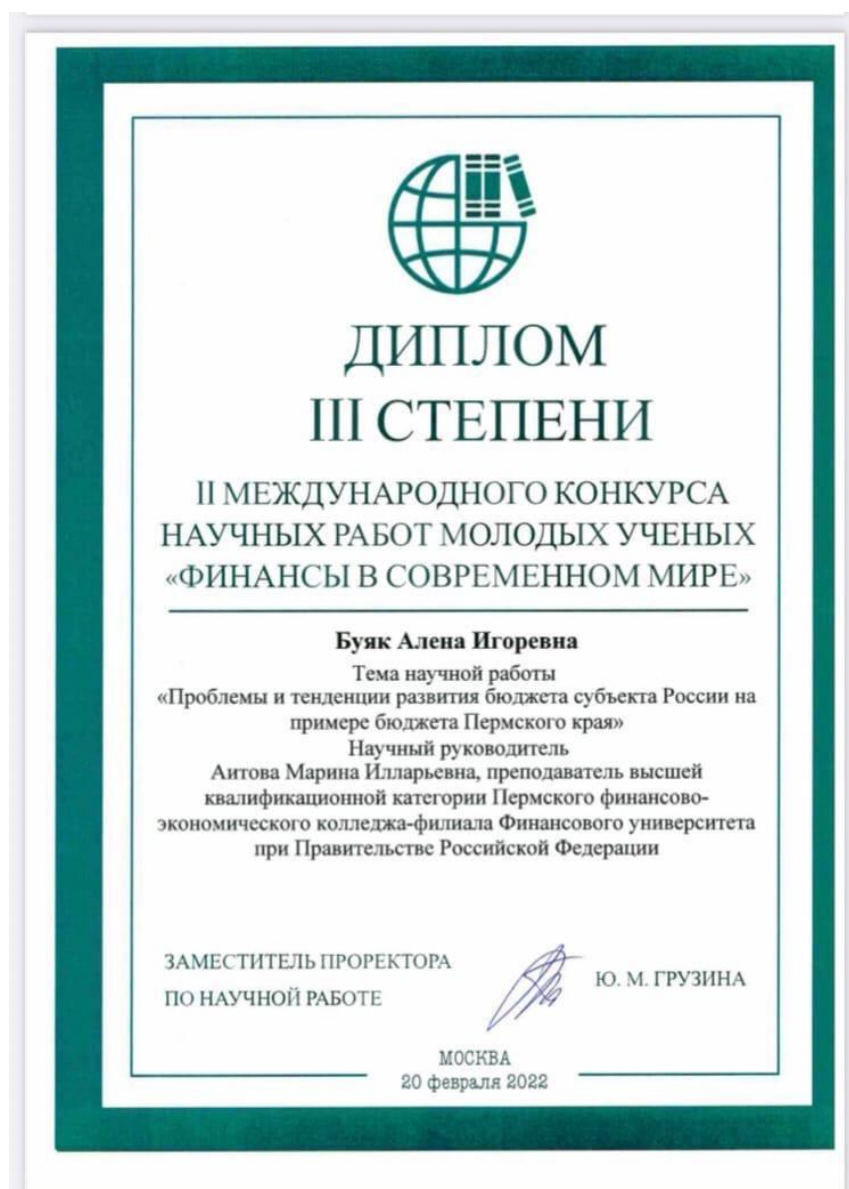 ДИПЛОМ
III СТЕПЕНИ
II МЕЖДУНАРОДНОГО КОНКУРСА
НАУЧНЫХ РАБОТ МОЛОДЫХ УЧЕНЫХ
«ФИНАНСЫ В СОВРЕМЕННОМ МИРЕ»
Буяк Алена Игоревна
Тема научной работы
«Проблемы и тенденции развития бюджета субъекта России на
примере бюджета Пермского края»
Научный руководитель
Аитова Марина Илларьевна, преподаватель высшей
квалификационной категории Пермского финансово-
экономического колледжа-филиала Финансового университета
при Правительстве Российской Федерации
ЗАМЕСТИТЕЛЬ ПРОРЕКТОРА
ПО НАУЧНОЙ РАБОТЕ
Ю. М. ГРУЗИНА
МОСКВА
20 февраля 2022